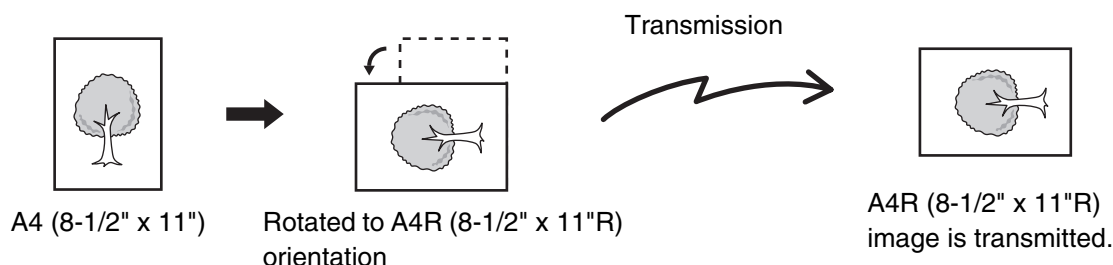 Transmission
A4 (8-1/2" x 11")
Rotated to A4R (8-1/2" x 11"R)
orientation
A4R (8-1/2" x 11"R)
image is transmitted.